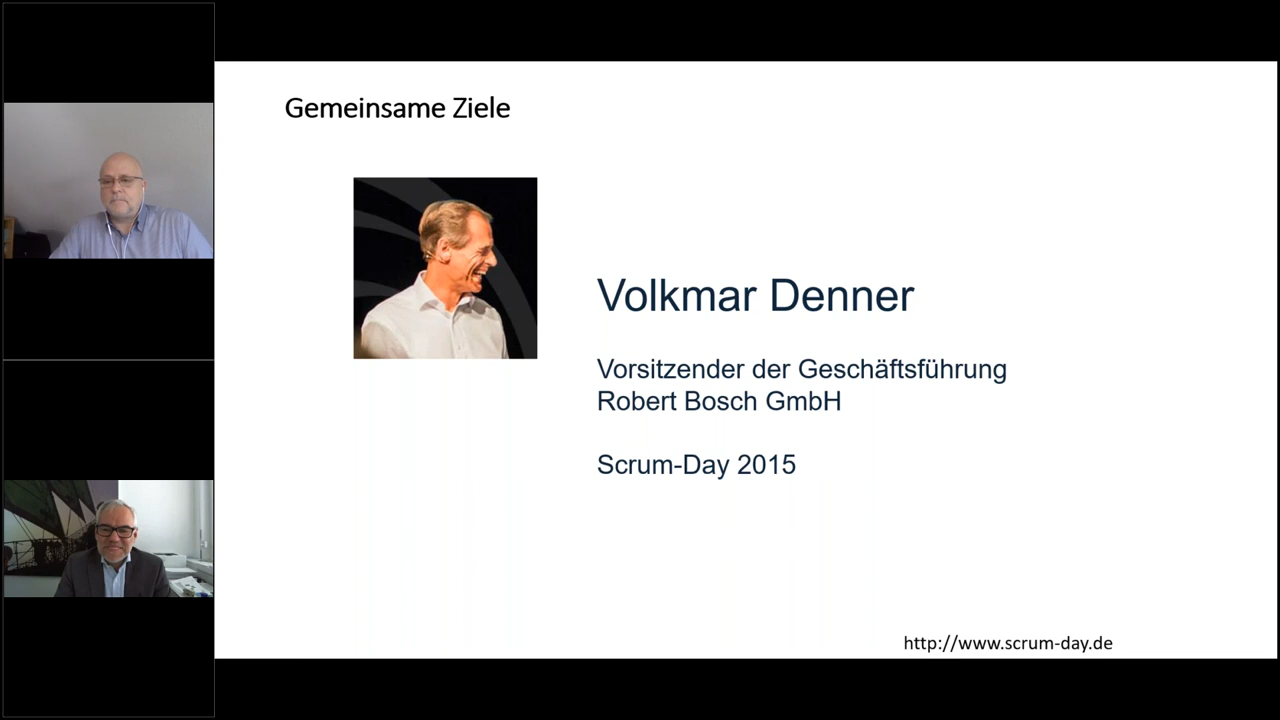 Gemeinsame Ziele
Volkmar Denner
Vorsitzender der Geschäftsführung
Robert Bosch GmbH
Scrum-Day 2015
http://www.scrum-day.de